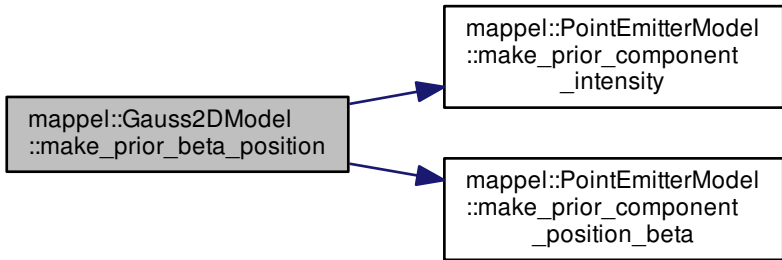 mappel::Gauss2DModel
::make_prior_beta_position
mappel::PointEmitterModel
::make_prior_component
_intensity
mappel::PointEmitterModel
::make_prior_component
_position_beta